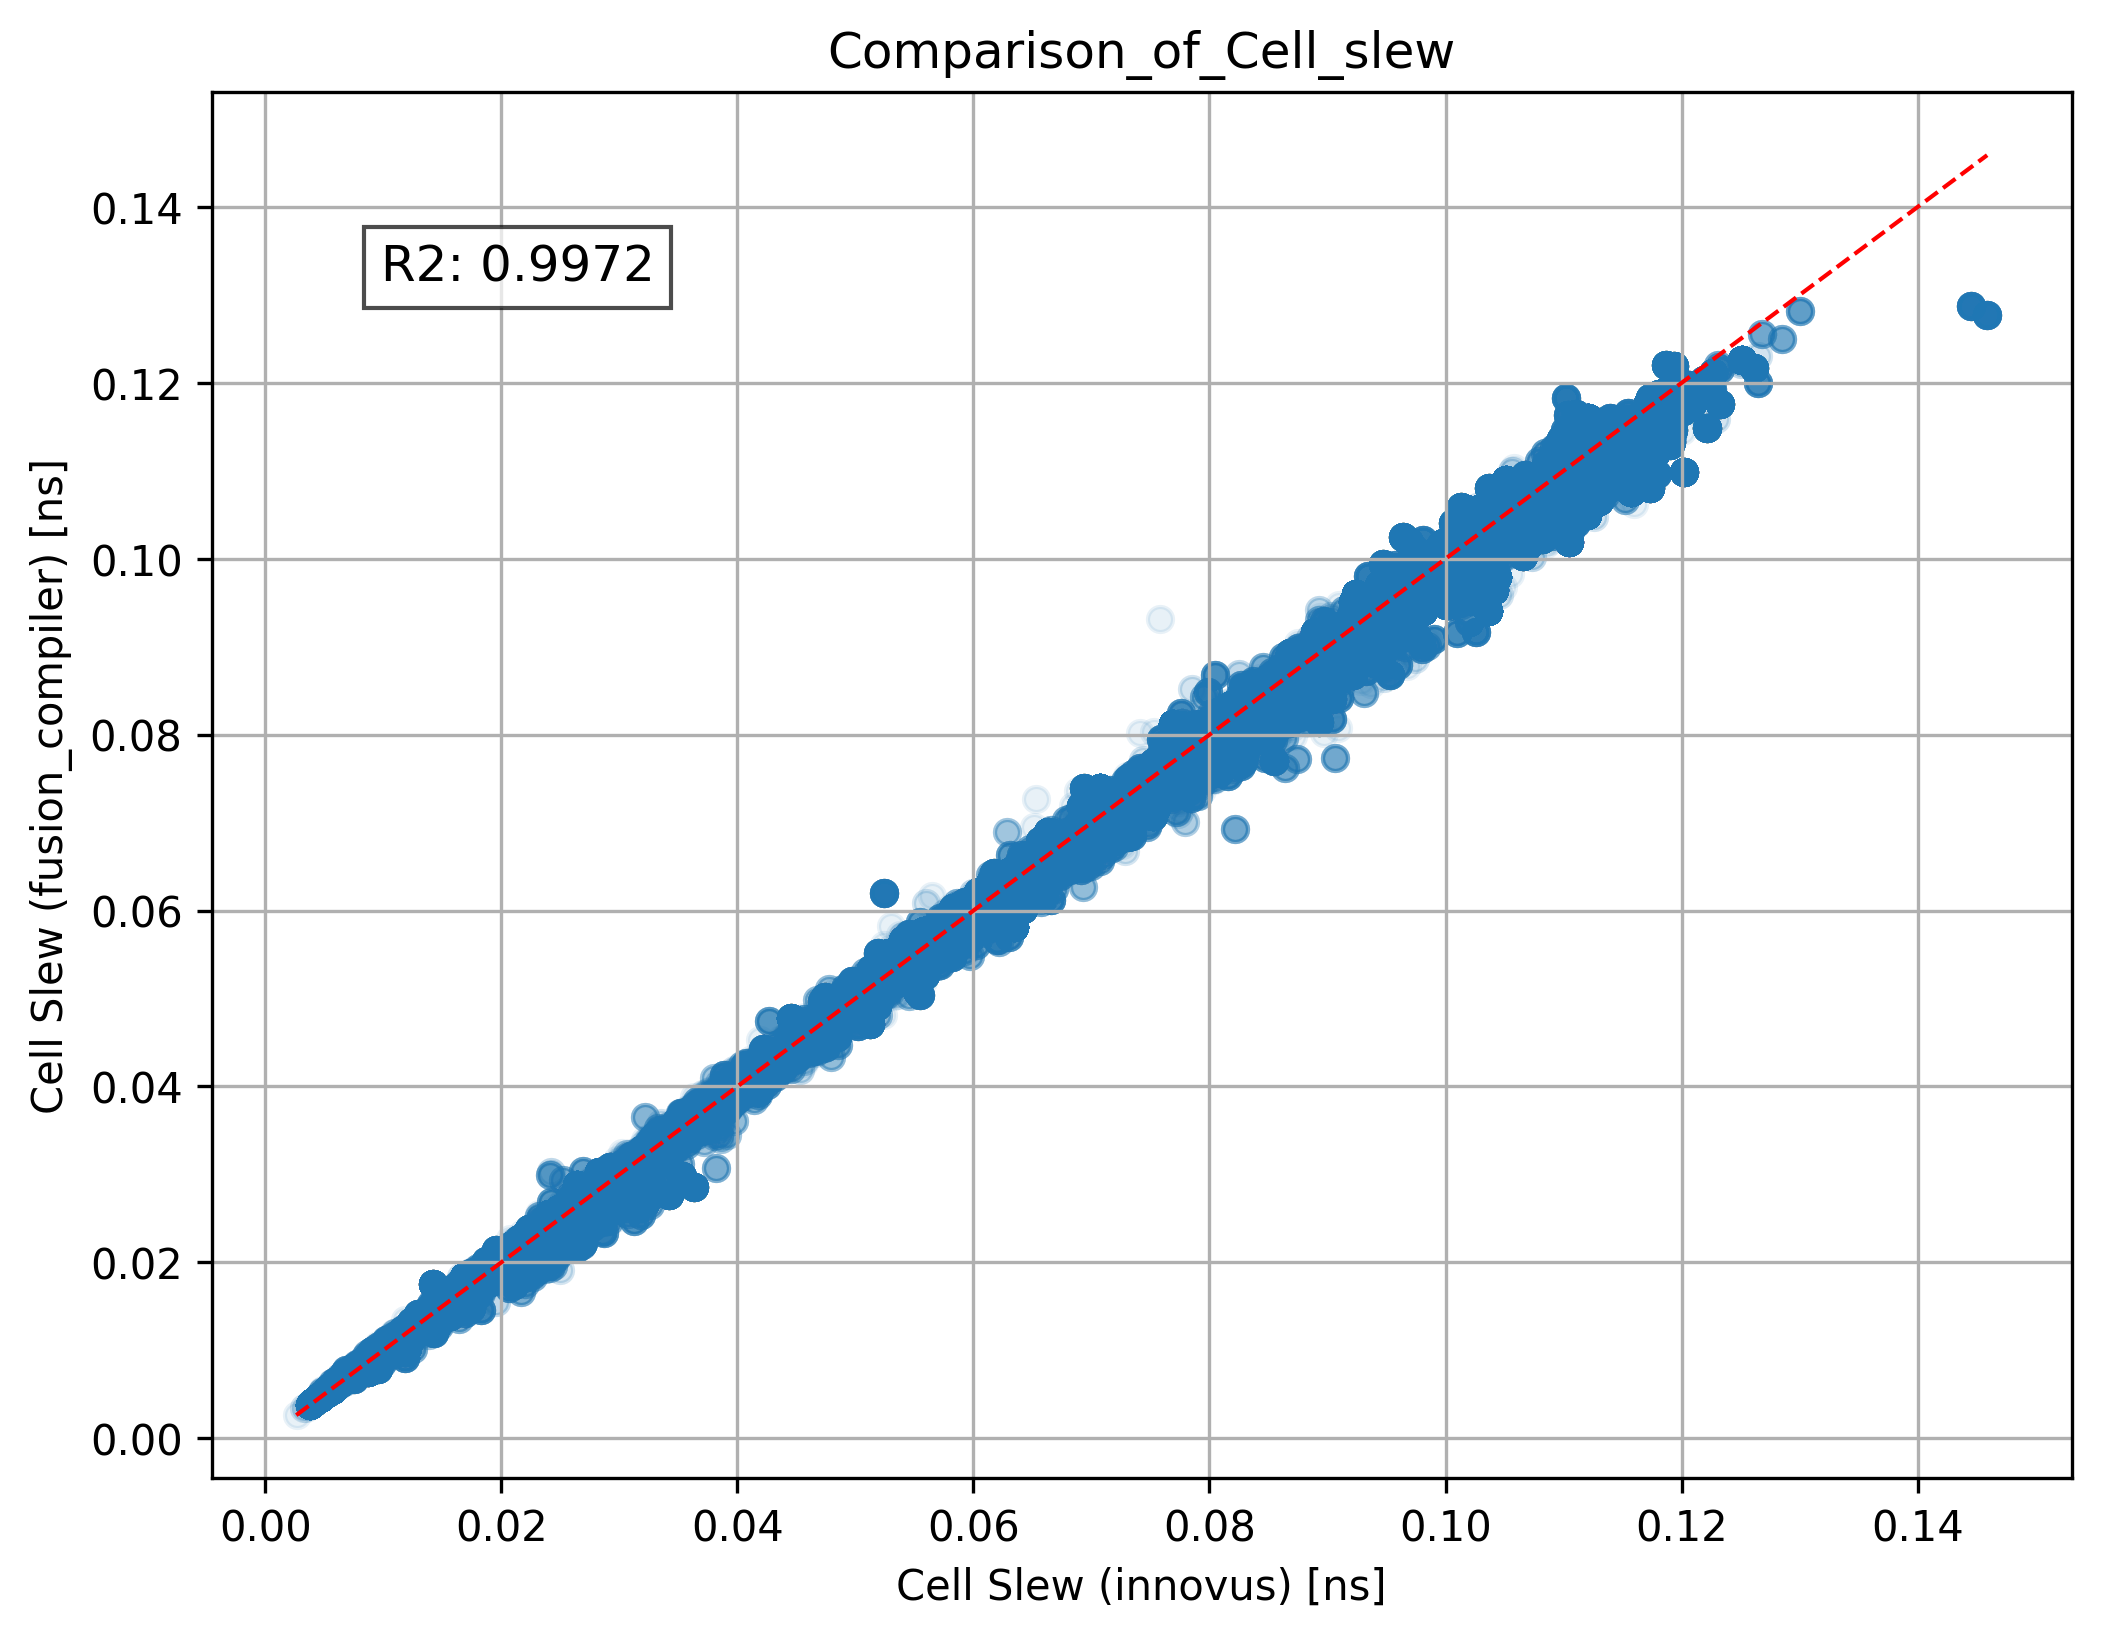 Comparison_of_Cell_slew
R2: 0.9972
Cell Slew (fusion_compiler) [ns]
0.14
0.12
0.10
0.08
0.06
0.04
0.02
0.00
0.00 0.02 0.04 0.06 0.08 0.10 0.12 0.14
Cell Slew (innovus) [ns]